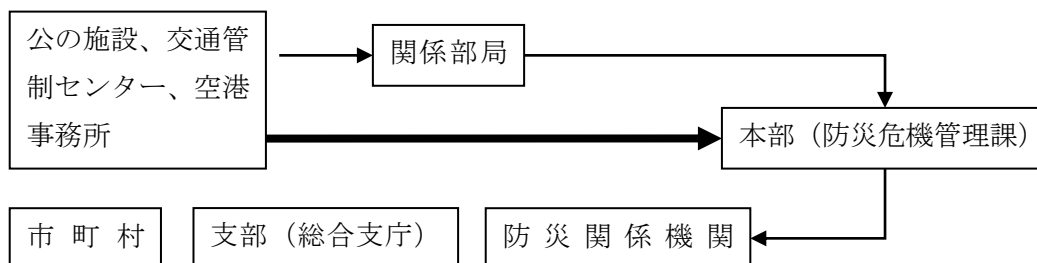 公の施設、交通管
制センター、空港
事務所
関係部局
本部（防災危機管理課）
市町村
支部（総合支庁）
防災関係機関